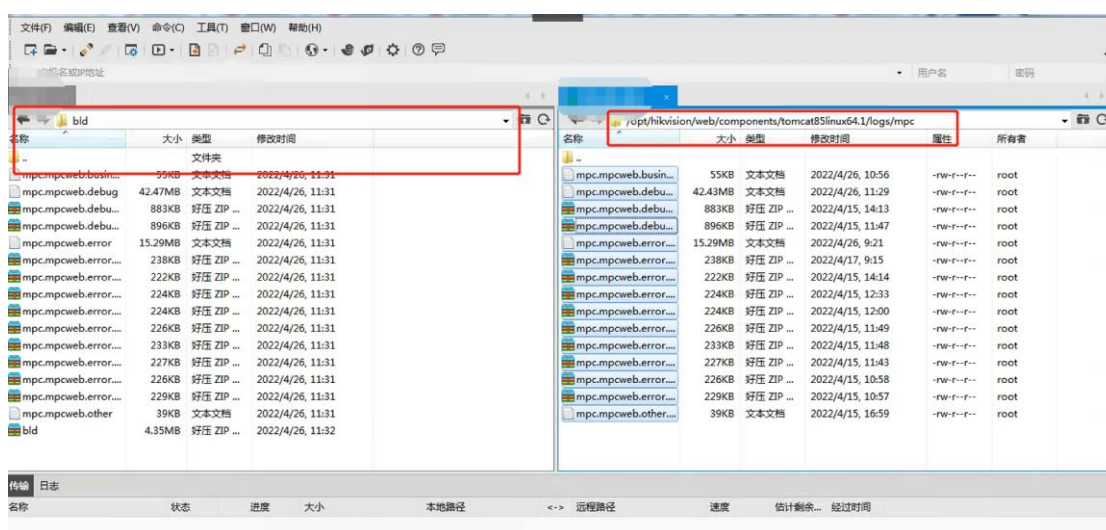 文件(F) 编辑(E) 查看(V) 命令(C) 工具(T) 窗口(W) 帮助(H)
机名或IP地址 用户名 密码
bld
/opt/hikvision/web/components/tomcat85linux64.1/logs/mpc
名称 大小 类型 修改时间
.. 文件夹
mpc.mpcweb.busin... 55KB 文本文档 2022/4/26, 11:31
mpc.mpcweb.debug 42.47MB 文本文档 2022/4/26, 11:31
mpc.mpcweb.debu... 883KB 好压 ZIP ... 2022/4/26, 11:31
mpc.mpcweb.debu... 896KB 好压 ZIP ... 2022/4/26, 11:31
mpc.mpcweb.error 15.29MB 文本文档 2022/4/26, 11:31
mpc.mpcweb.error.... 238KB 好压 ZIP ... 2022/4/26, 11:31
mpc.mpcweb.error.... 222KB 好压 ZIP ... 2022/4/26, 11:31
mpc.mpcweb.error.... 224KB 好压 ZIP ... 2022/4/26, 11:31
mpc.mpcweb.error.... 224KB 好压 ZIP ... 2022/4/26, 11:31
mpc.mpcweb.error.... 226KB 好压 ZIP ... 2022/4/26, 11:31
mpc.mpcweb.error.... 233KB 好压 ZIP ... 2022/4/26, 11:31
mpc.mpcweb.error.... 227KB 好压 ZIP ... 2022/4/26, 11:31
mpc.mpcweb.error.... 226KB 好压 ZIP ... 2022/4/26, 11:31
mpc.mpcweb.error.... 229KB 好压 ZIP ... 2022/4/26, 11:31
mpc.mpcweb.other 39KB 文本文档 2022/4/26, 11:31
bld 4.35MB 好压 ZIP ... 2022/4/26, 11:32
名称 大小 类型 修改时间 属性 所有者
..
mpc.mpcweb.busin... 55KB 文本文档 2022/4/26, 10:56 -rw-r--r-- root
mpc.mpcweb.debu... 42.43MB 文本文档 2022/4/26, 11:29 -rw-r--r-- root
mpc.mpcweb.debu... 883KB 好压 ZIP ... 2022/4/15, 14:13 -rw-r--r-- root
mpc.mpcweb.debu... 896KB 好压 ZIP ... 2022/4/15, 11:47 -rw-r--r-- root
mpc.mpcweb.error.... 15.29MB 文本文档 2022/4/26, 9:21 -rw-r--r-- root
mpc.mpcweb.error.... 238KB 好压 ZIP ... 2022/4/17, 9:15 -rw-r--r-- root
mpc.mpcweb.error.... 222KB 好压 ZIP ... 2022/4/15, 14:14 -rw-r--r-- root
mpc.mpcweb.error.... 224KB 好压 ZIP ... 2022/4/15, 12:33 -rw-r--r-- root
mpc.mpcweb.error.... 224KB 好压 ZIP ... 2022/4/15, 12:00 -rw-r--r-- root
mpc.mpcweb.error.... 226KB 好压 ZIP ... 2022/4/15, 11:49 -rw-r--r-- root
mpc.mpcweb.error.... 233KB 好压 ZIP ... 2022/4/15, 11:48 -rw-r--r-- root
mpc.mpcweb.error.... 227KB 好压 ZIP ... 2022/4/15, 11:43 -rw-r--r-- root
mpc.mpcweb.error.... 226KB 好压 ZIP ... 2022/4/15, 10:58 -rw-r--r-- root
mpc.mpcweb.error.... 229KB 好压 ZIP ... 2022/4/15, 10:57 -rw-r--r-- root
mpc.mpcweb.other.... 39KB 文本文档 2022/4/15, 16:59 -rw-r--r-- root
传输 日志
名称 状态 进度 大小 本地路径 <-> 远程路径 速度 估计剩余... 经过时间